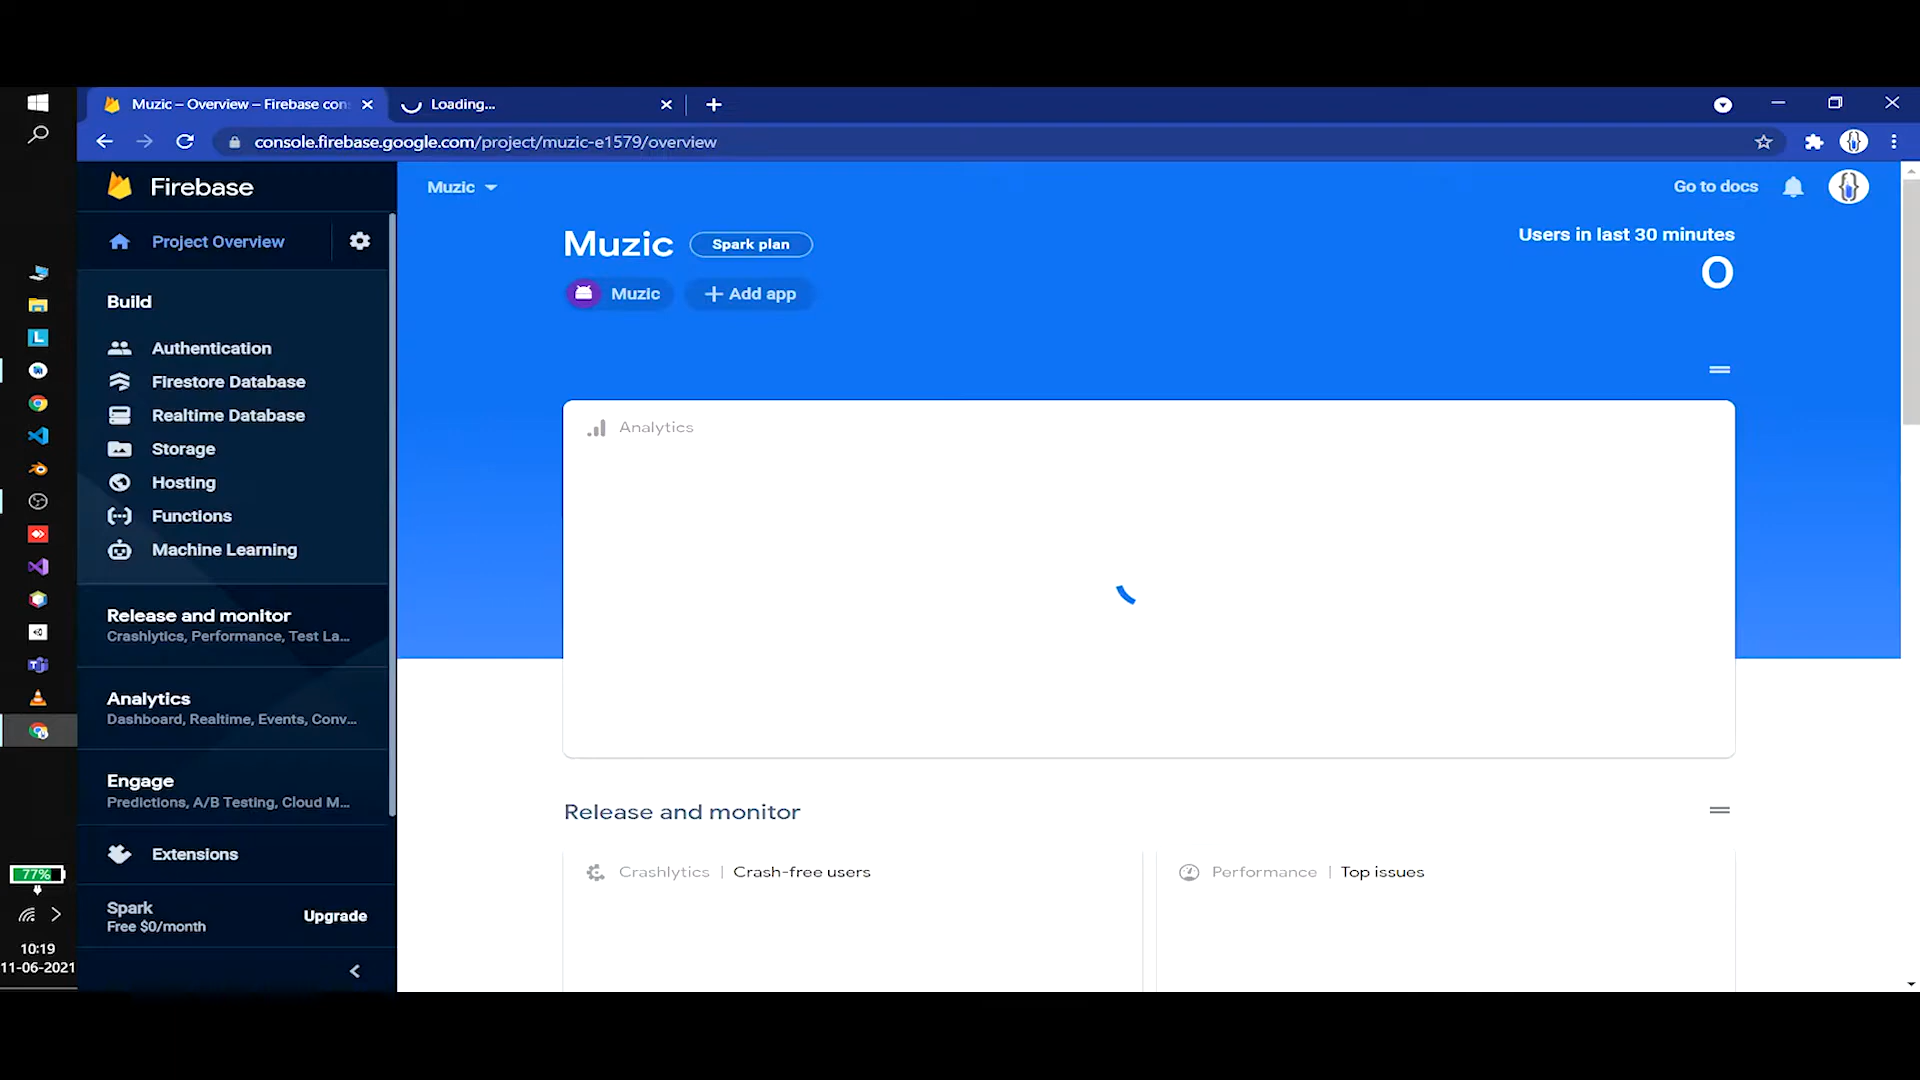 Muzic – Overview – Firebase con
Loading...
console.firebase.google.com/project/muzic-e1579/overview
Firebase
Muzic
Go to docs
Project Overview
Muzic
Spark plan
Users in last 30 minutes
0
Muzic
Add app
Build
Authentication
Firestore Database
Realtime Database
Storage
Hosting
Functions
Machine Learning
Analytics
Release and monitor
Crashlytics, Performance, Test La...
Analytics
Dashboard, Realtime, Events, Conv...
Engage
Predictions, A/B Testing, Cloud M...
Extensions
Spark
Free $0/month
Upgrade
Release and monitor
Crashlytics | Crash-free users
Performance | Top issues
77%
10:19
11-06-2021